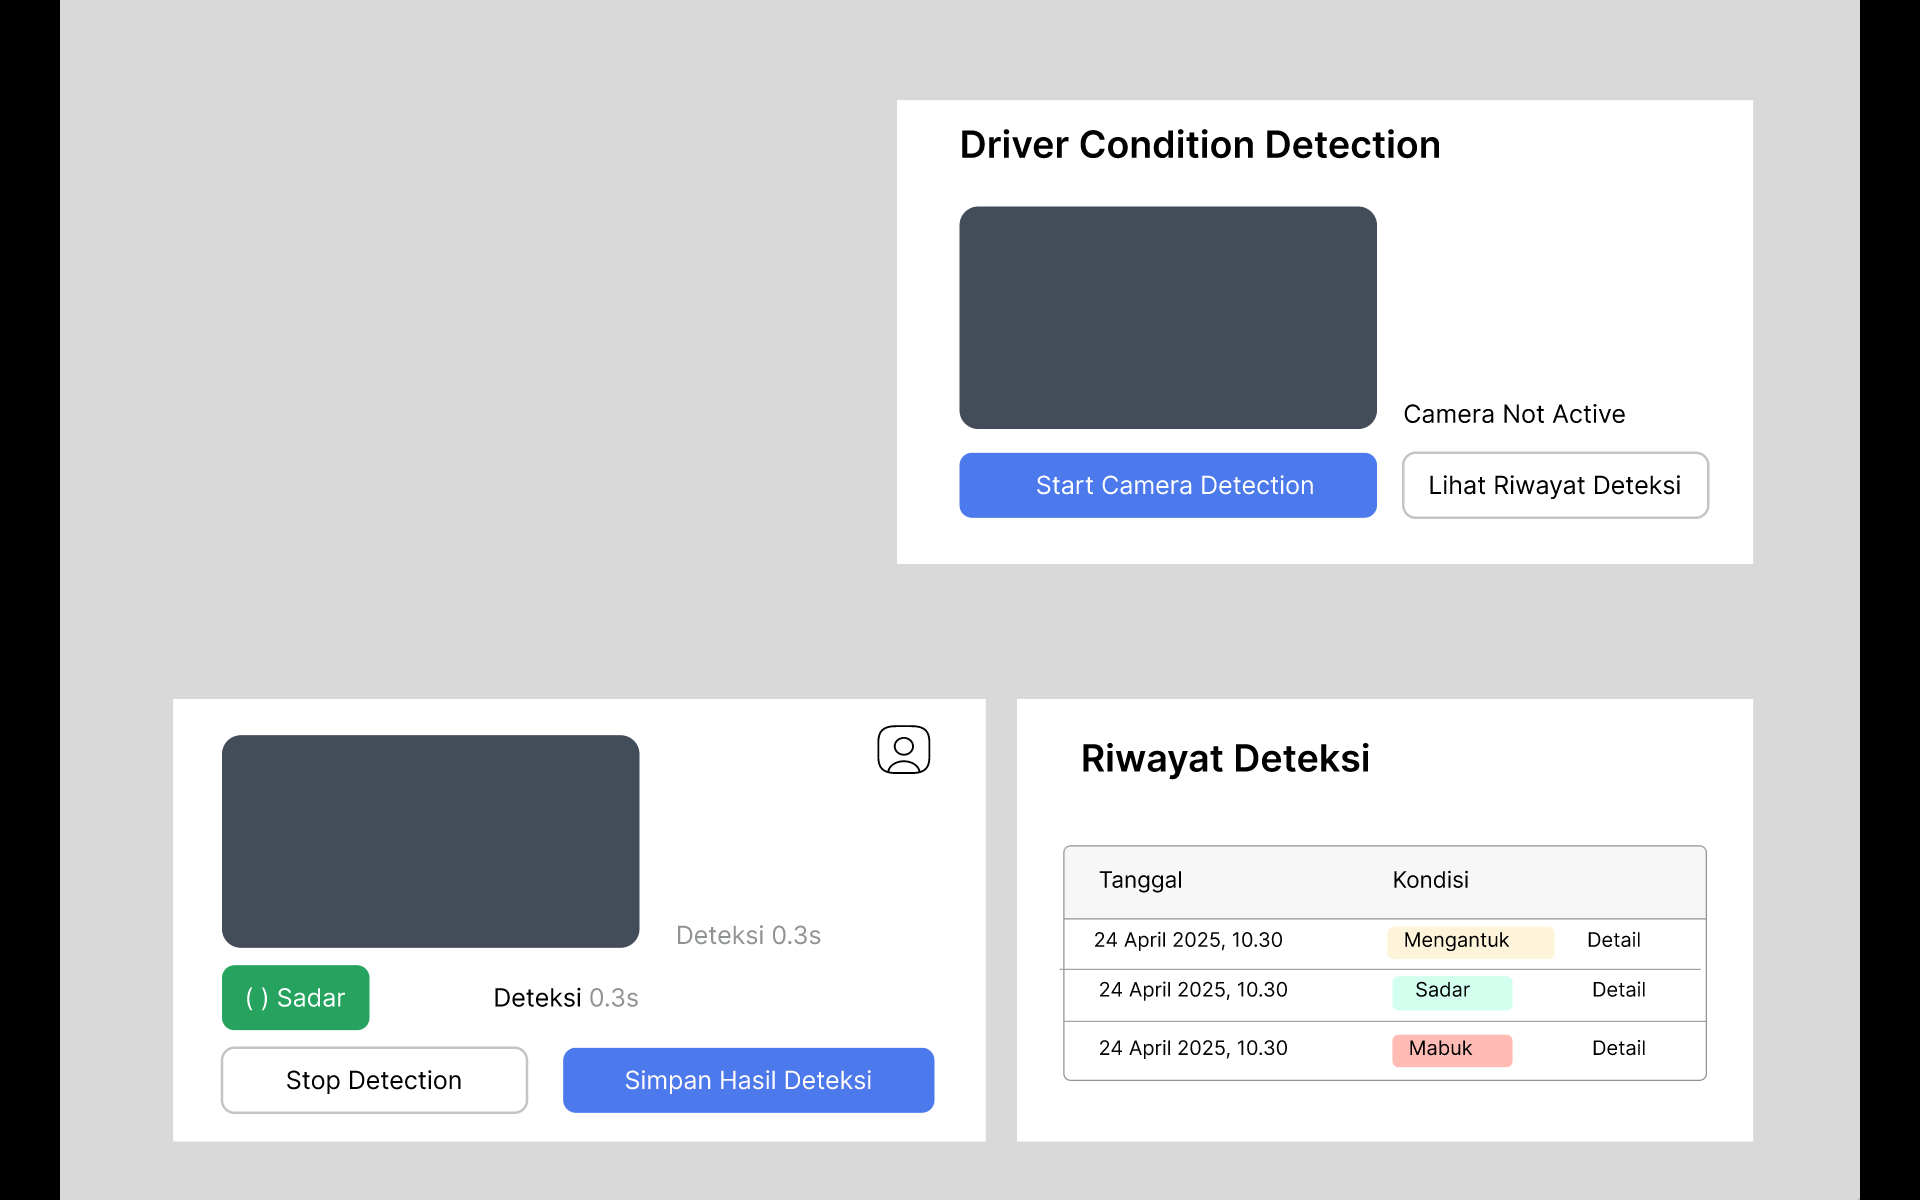 Driver Condition Detection
Camera Not Active
Start Camera Detection
Lihat Riwayat Deteksi
Deteksi 0.3s
( ) Sadar
Deteksi 0.3s
Stop Detection
Simpan Hasil Deteksi
Riwayat Deteksi
Tanggal Kondisi
24 April 2025, 10.30 Mengantuk Detail
24 April 2025, 10.30 Sadar Detail
24 April 2025, 10.30 Mabuk Detail